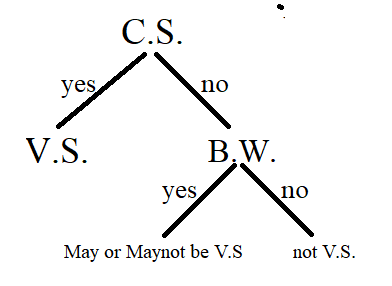 C.S.
yes no
V.S. B.W.
yes no
May or Maynot be V.S not V.S.